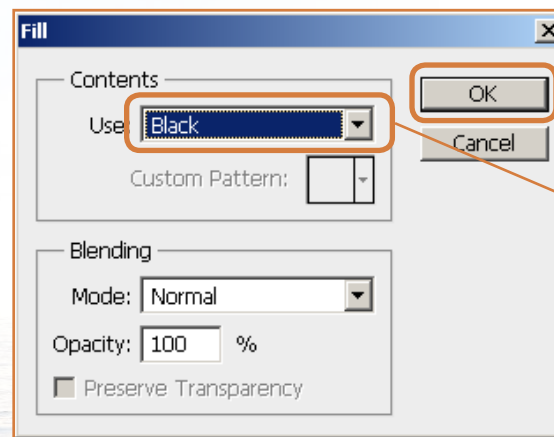 Fill
Contents
OK
Use: Black
Cancel
Custom Pattern:
Blending
Mode: Normal
Opacity: 100 %
Preserve Transparency